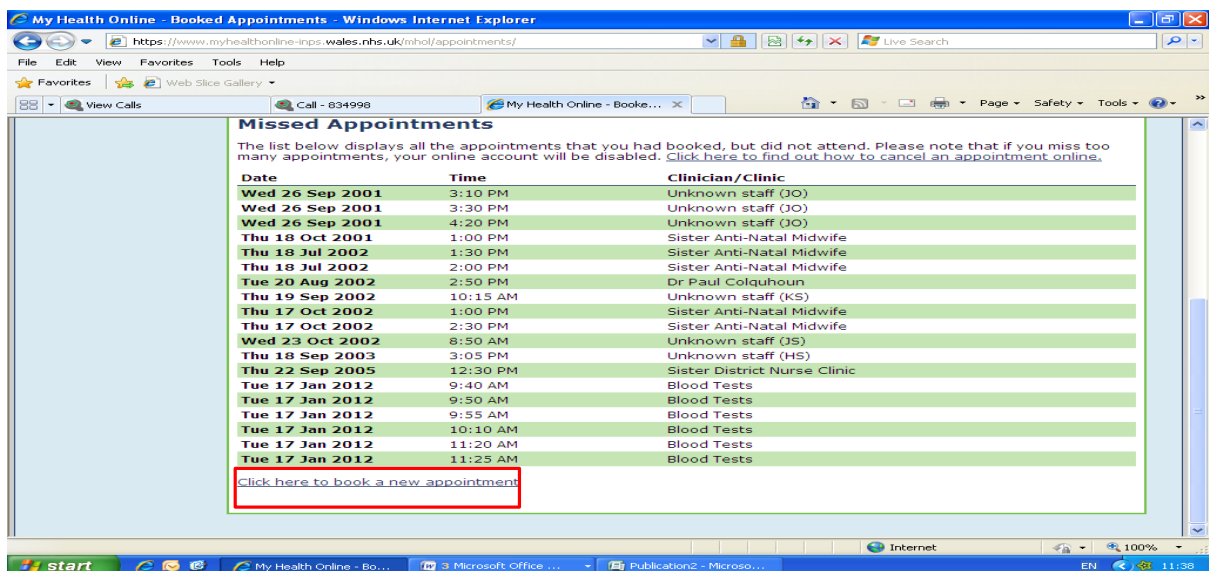 My Health Online - Booked Appointments - Windows Internet Explorer
https://www.myhealthonline-inps.wales.nhs.uk/mhol/appointments/ Live Search
File Edit View Favorites Tools Help
Favorites Web Slice Gallery
View Calls Call - 834998 My Health Online - Booke... Page Safety Tools »
Missed Appointments
The list below displays all the appointments that you had booked, but did not attend. Please note that if you miss too
many appointments, your online account will be disabled. Click here to find out how to cancel an appointment online.
Date Time Clinician/Clinic
Wed 26 Sep 2001 3:10 PM Unknown staff (JO)
Wed 26 Sep 2001 3:30 PM Unknown staff (JO)
Wed 26 Sep 2001 4:20 PM Unknown staff (JO)
Thu 18 Oct 2001 1:00 PM Sister Anti-Natal Midwife
Thu 18 Jul 2002 1:30 PM Sister Anti-Natal Midwife
Thu 18 Jul 2002 2:00 PM Sister Anti-Natal Midwife
Tue 20 Aug 2002 2:50 PM Dr Paul Colquhoun
Thu 19 Sep 2002 10:15 AM Unknown staff (KS)
Thu 17 Oct 2002 1:00 PM Sister Anti-Natal Midwife
Thu 17 Oct 2002 2:30 PM Sister Anti-Natal Midwife
Wed 23 Oct 2002 8:50 AM Unknown staff (JS)
Thu 18 Sep 2003 3:05 PM Unknown staff (HS)
Thu 22 Sep 2005 12:30 PM Sister District Nurse Clinic
Tue 17 Jan 2012 9:40 AM Blood Tests
Tue 17 Jan 2012 9:50 AM Blood Tests
Tue 17 Jan 2012 9:55 AM Blood Tests
Tue 17 Jan 2012 10:10 AM Blood Tests
Tue 17 Jan 2012 11:20 AM Blood Tests
Tue 17 Jan 2012 11:25 AM Blood Tests
Click here to book a new appointment
Internet 100%
start My Health Online - Bo... 3 Microsoft Office ... Publication2 - Microso... EN 11:38